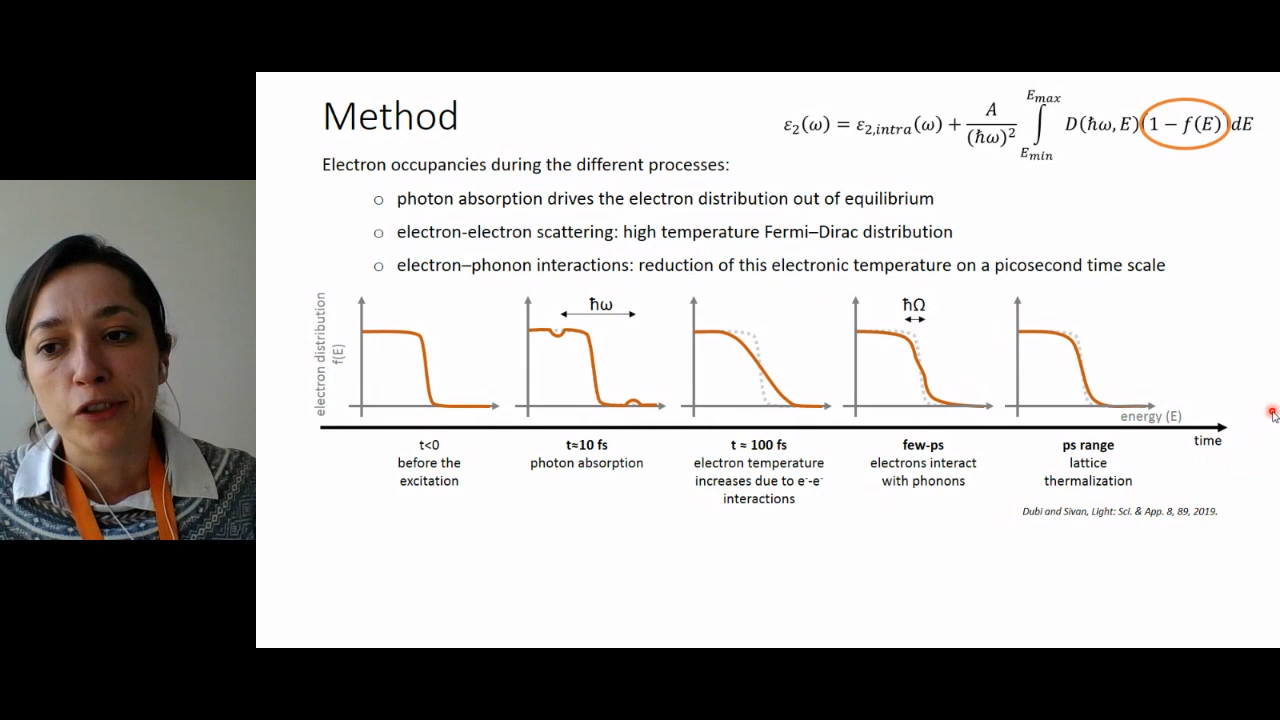 Method
ε₂(ω) = ε₂,intra(ω) + A/(ħω)² ∫_{Emin}^{Emax} D(ħω, E)(1 − f(E))dE
Electron occupancies during the different processes:
○ photon absorption drives the electron distribution out of equilibrium
○ electron-electron scattering: high temperature Fermi–Dirac distribution
○ electron–phonon interactions: reduction of this electronic temperature on a picosecond time scale
electron distribution
f(E)
ħω
ħΩ
energy (E)
time
t<0
before the
excitation
t≈10 fs
photon absorption
t ≈ 100 fs
electron temperature
increases due to e⁻-e⁻
interactions
few-ps
electrons interact
with phonons
ps range
lattice
thermalization
Dubi and Sivan, Light: Sci. & App. 8, 89, 2019.